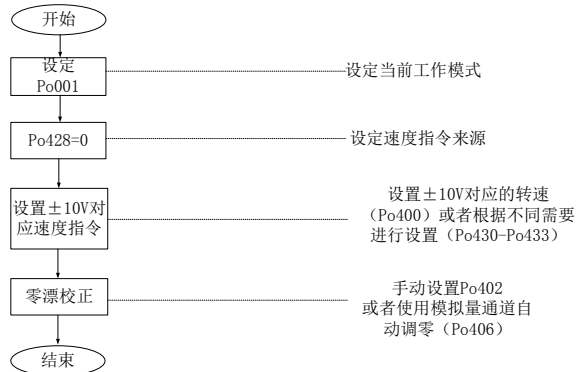 开始
设定
Po001
设定当前工作模式
Po428=0
设定速度指令来源
设置±10V对
应速度指令
设置±10V对应的转速
（Po400）或者根据不同需要
进行设置（Po430-Po433）
零漂校正
手动设置Po402
或者使用模拟量通道自
动调零（Po406）
结束